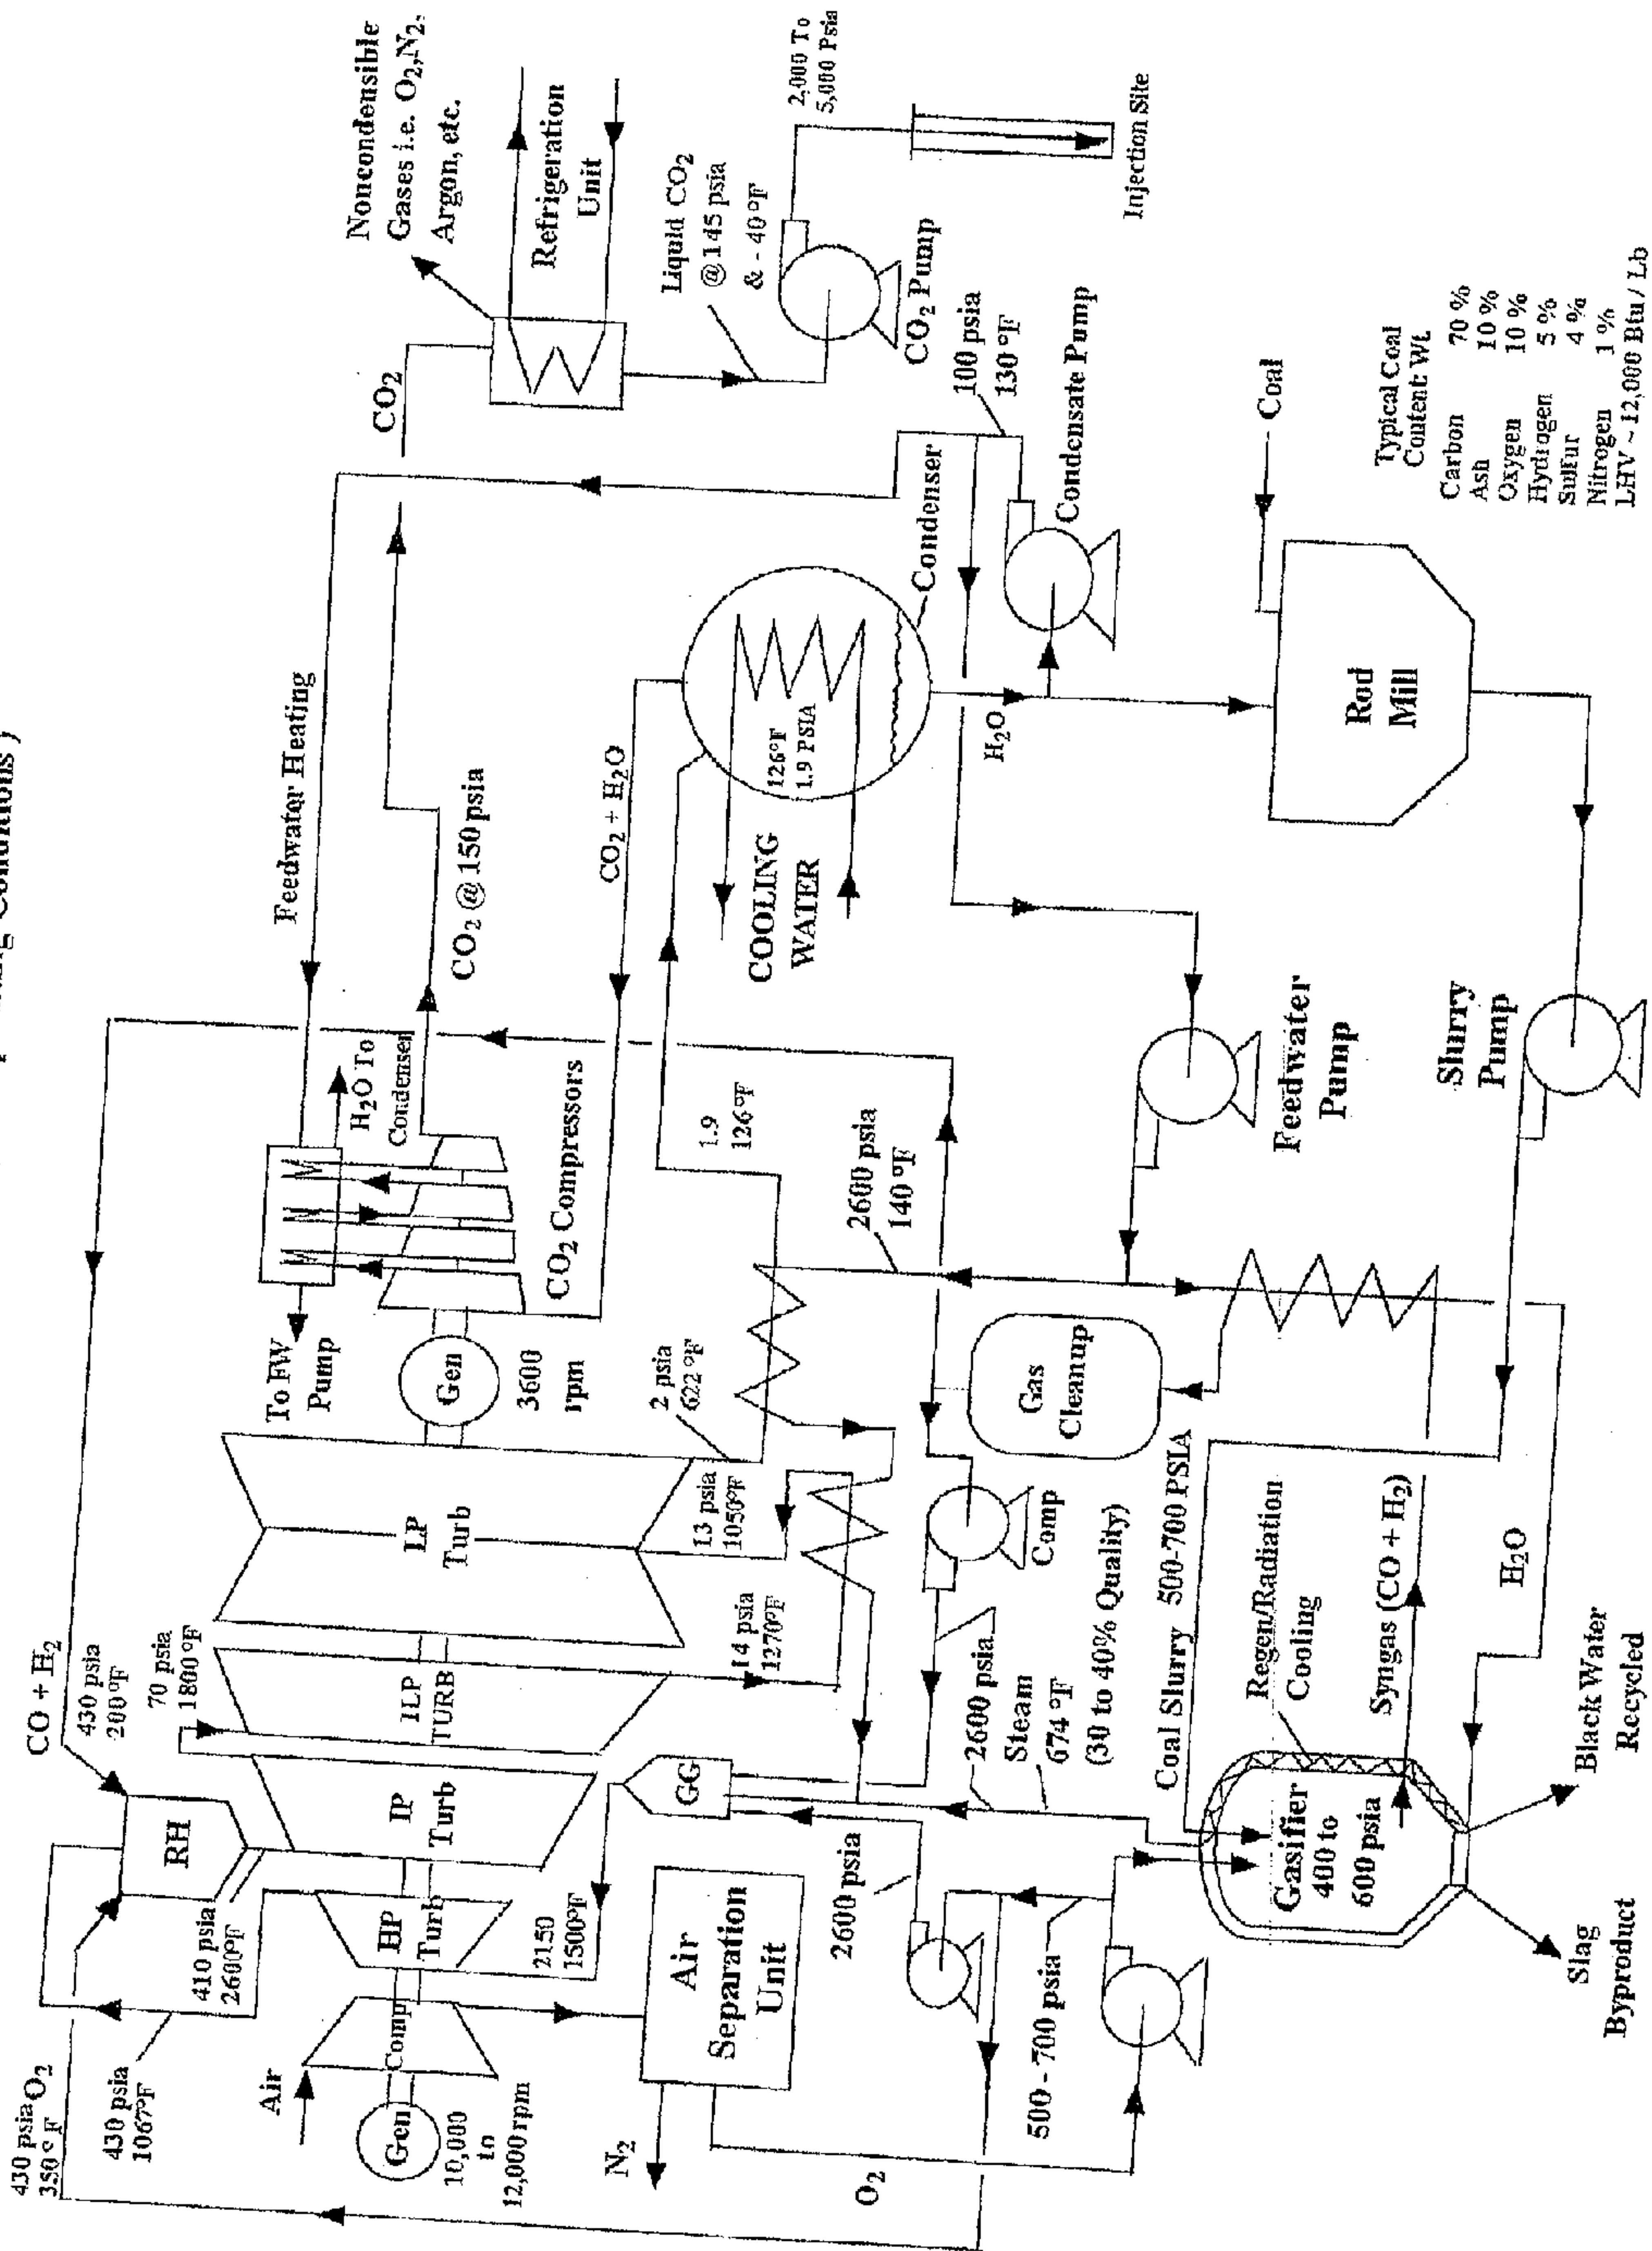 ing Conditions )
Noncondensible
Gases i.e. O₂,N₂,
Argon, etc.
Refrigeration
Unit
CO₂
Liquid CO₂
@ 145 psia
& - 40 °F
2,000 To
5,000 Psia
CO₂ Pump
Injection Site
Feedwater Heating
H₂O To
Condenser
CO₂ @ 150 psia
To FW
Pump
Gen
3600
rpm
CO₂ Compressors
CO₂ + H₂O
COOLING
WATER
126°F
1.9 PSIA
Condenser
H₂O
100 psia
130 °F
Condensate Pump
Coal
Rod
Mill
Typical Coal
Content: Wt.
Carbon 70 %
Ash 10 %
Oxygen 10 %
Hydrogen 5 %
Sulfur 4 %
Nitrogen 1 %
LHV ~ 12,000 Btu / Lb
CO + H₂
430 psia
200°F
430 psia O₂
350 °F
RH
410 psia
2600°F
430 psia
1067°F
70 psia
1800 °F
Air
Gen
10,000
to
12,000 rpm
Comp
HP
Turb
IP
Turb
ILP
TURB
LP
Turb
2150
1500°F
14 psia
1270°F
13 psia
1050°F
2 psia
622 °F
1.9
126°F
GG
Air
Separation
Unit
N₂
O₂
2600 psia
500 - 700 psia
Comp
2600 psia
Steam
674 °F
(30 to 40% Quality)
Gas
Cleanup
2600 psia
140 °F
Feedwater
Pump
Slurry
Pump
Coal Slurry 500-700 PSIA
Regen/Radiation
Cooling
Syngas (CO + H₂)
H₂O
Gasifier
400 to
600 psia
Black Water
Recycled
Slag
Byproduct